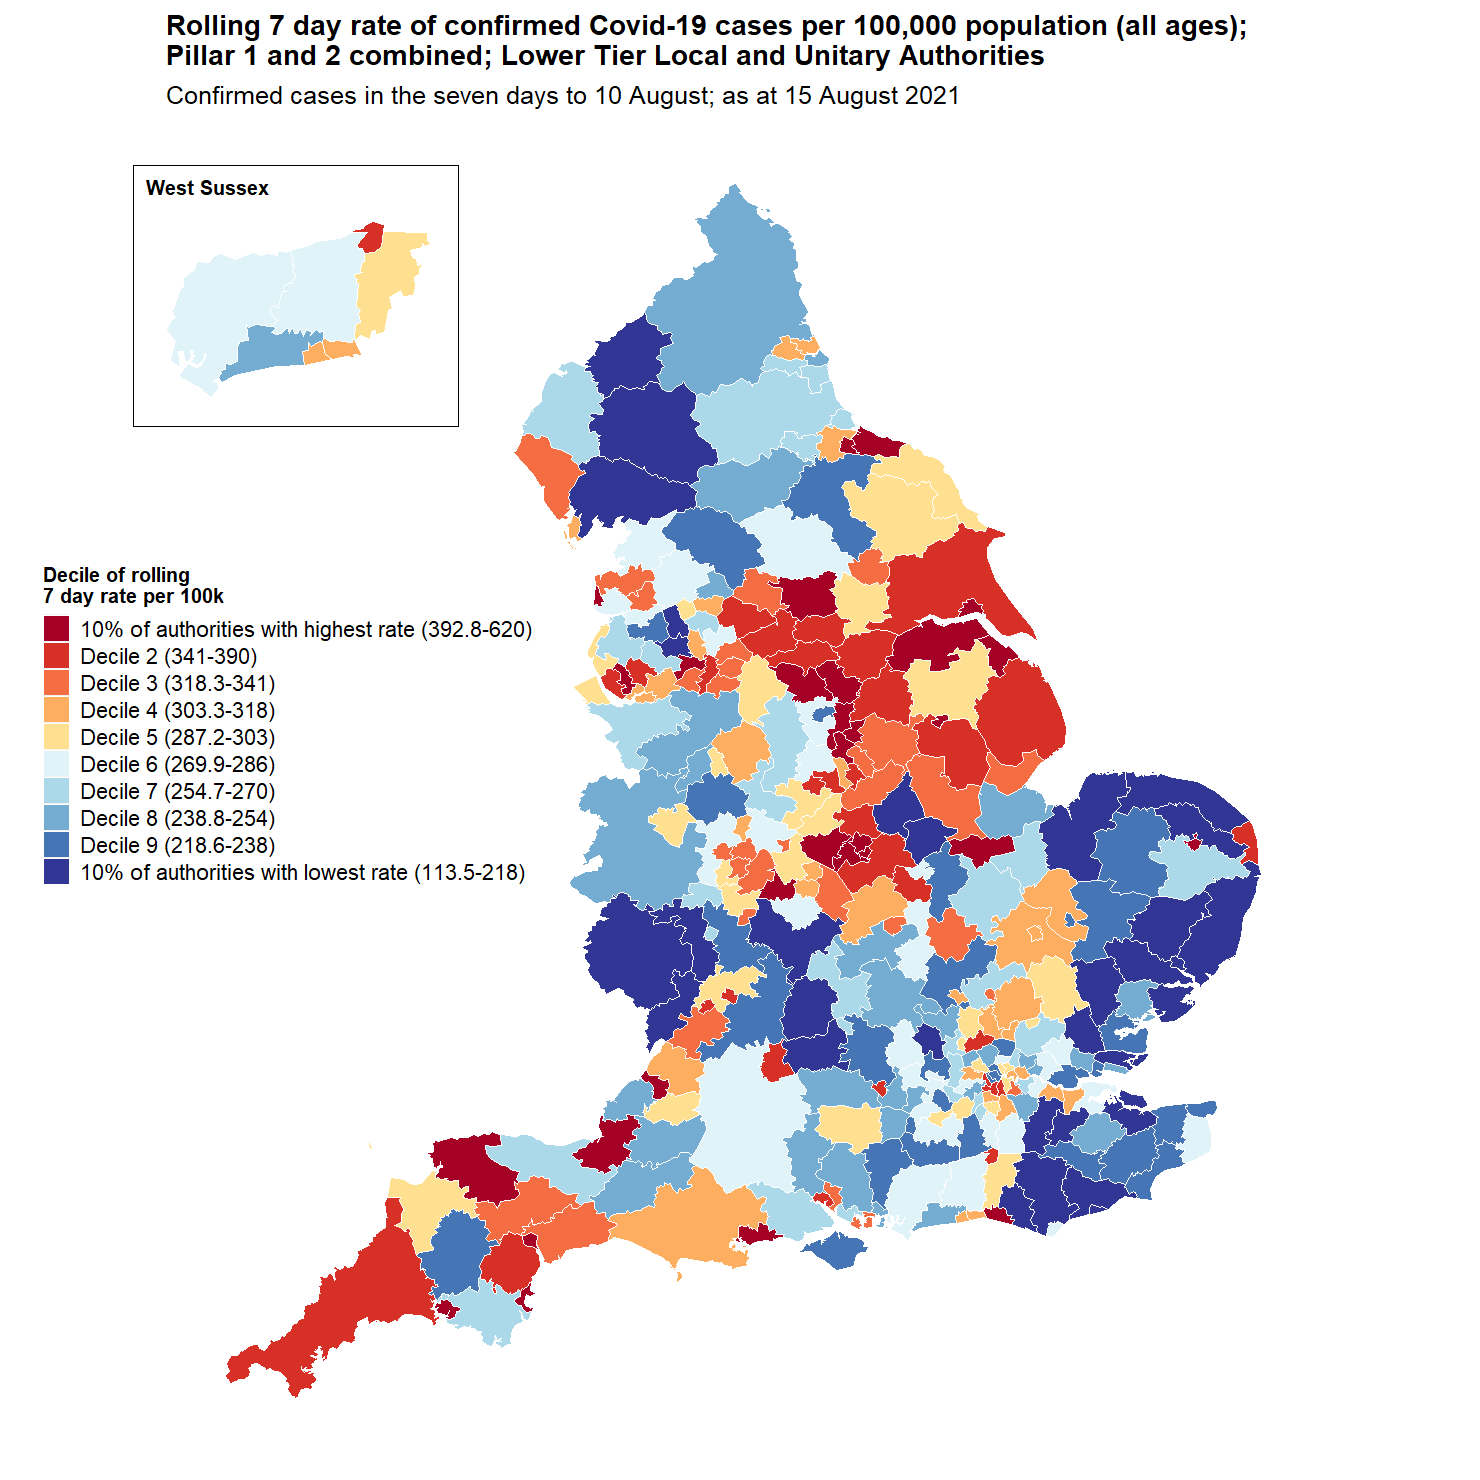 Rolling 7 day rate of confirmed Covid-19 cases per 100,000 population (all ages);
Pillar 1 and 2 combined; Lower Tier Local and Unitary Authorities
Confirmed cases in the seven days to 10 August; as at 15 August 2021
West Sussex
Decile of rolling
7 day rate per 100k
10% of authorities with highest rate (392.8-620)
Decile 2 (341-390)
Decile 3 (318.3-341)
Decile 4 (303.3-318)
Decile 5 (287.2-303)
Decile 6 (269.9-286)
Decile 7 (254.7-270)
Decile 8 (238.8-254)
Decile 9 (218.6-238)
10% of authorities with lowest rate (113.5-218)